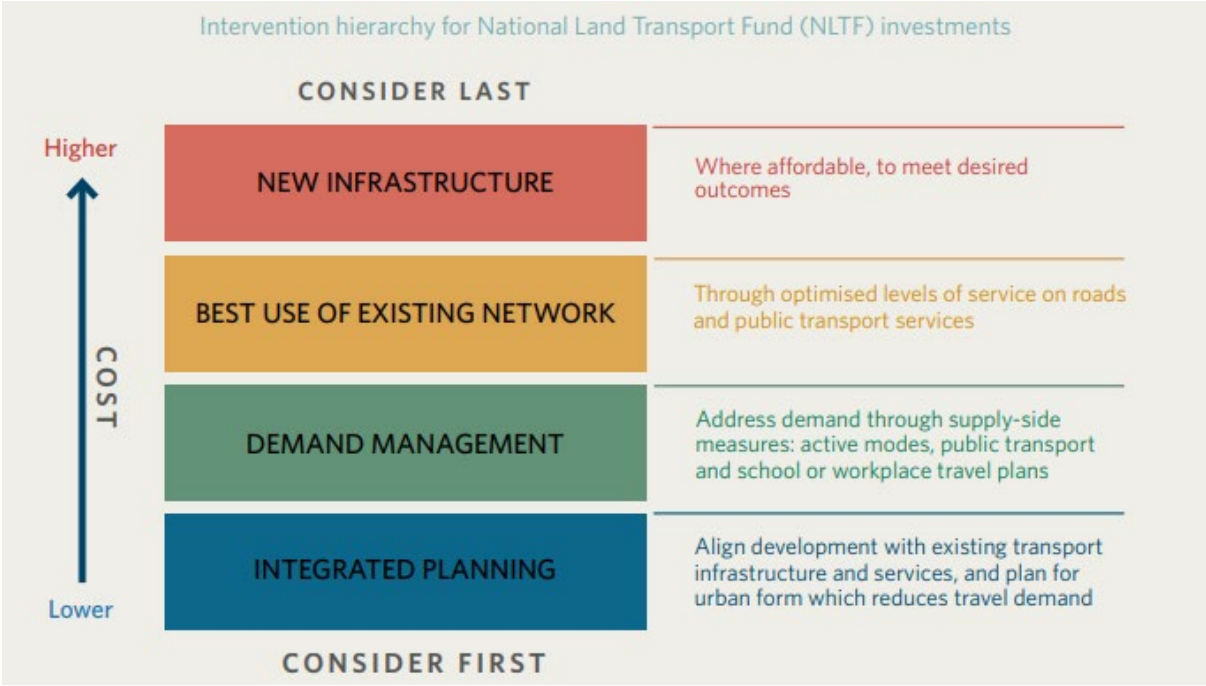 Intervention hierarchy for National Land Transport Fund (NLTF) investments
CONSIDER LAST
Higher
COST
Lower
NEW INFRASTRUCTURE
Where affordable, to meet desired
outcomes
BEST USE OF EXISTING NETWORK
Through optimised levels of service on roads
and public transport services
DEMAND MANAGEMENT
Address demand through supply-side
measures: active modes, public transport
and school or workplace travel plans
INTEGRATED PLANNING
Align development with existing transport
infrastructure and services, and plan for
urban form which reduces travel demand
CONSIDER FIRST